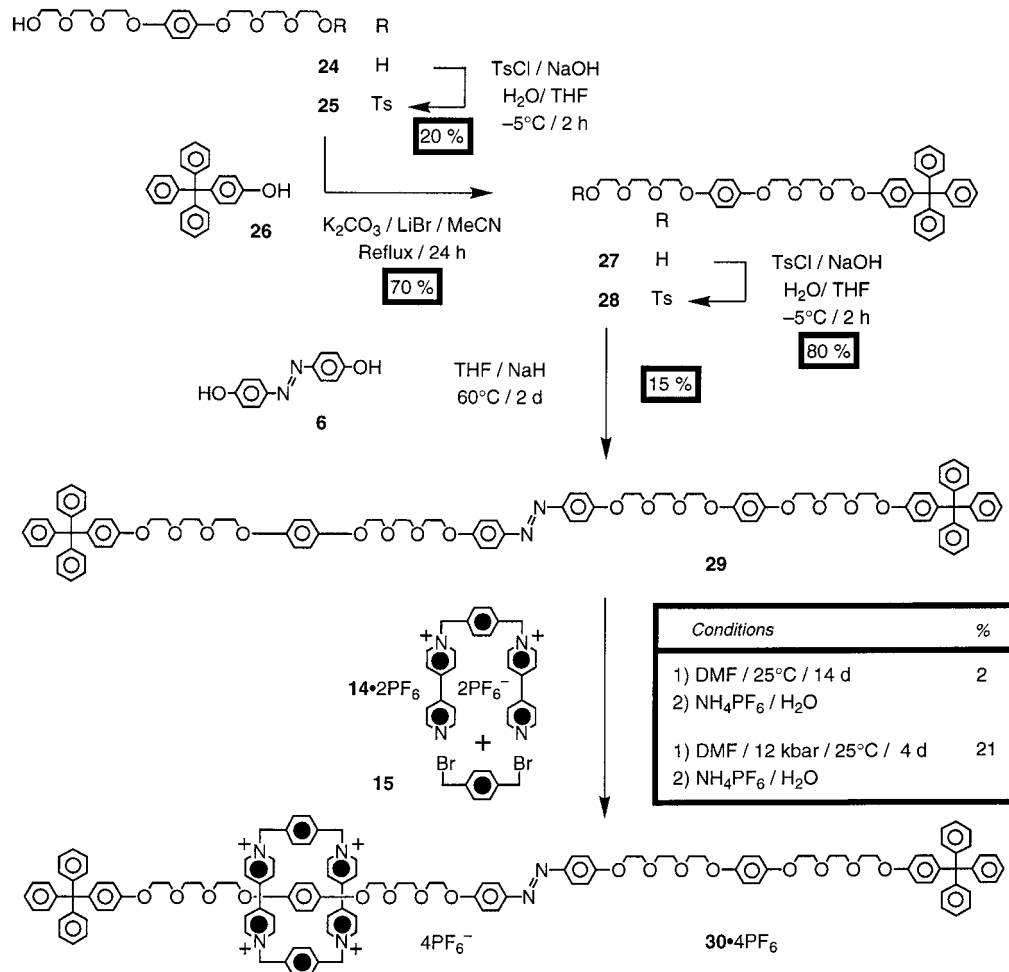 HO O O O O O O OR R
24 H TsCl / NaOH
H₂O/ THF
25 Ts
–5°C / 2 h
20 %
OH
26
K₂CO₃ / LiBr / MeCN
Reflux / 24 h
70 %
RO O O O O O O O
R
27 H TsCl / NaOH
H₂O/ THF
28 Ts
–5°C / 2 h
80 %
HO N N OH
6
THF / NaH
60°C / 2 d
15 %
O O O O O O O O N N O O O O O O O O
29
+N N+
14•2PF₆ 2PF₆⁻
N N
+
Br Br
15
Conditions %
1) DMF / 25°C / 14 d 2
2) NH₄PF₆ / H₂O
1) DMF / 12 kbar / 25°C / 4 d 21
2) NH₄PF₆ / H₂O
+N N+
O O O O O O O O N N O O O O O O O O
+N N+
4PF₆⁻
30•4PF₆